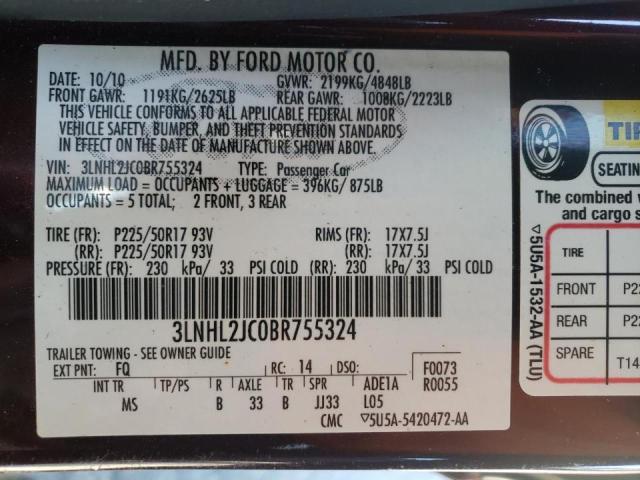 MFD. BY FORD MOTOR CO.
DATE: 10/10 GVWR: 2199KG/4848LB
FRONT GAWR: 1191KG/2625LB REAR GAWR: 1008KG/2223LB
THIS VEHICLE CONFORMS TO ALL APPLICABLE FEDERAL MOTOR
VEHICLE SAFETY, BUMPER, AND THEFT PREVENTION STANDARDS
IN EFFECT ON THE DATE OF MANUFACTURE SHOWN ABOVE.
VIN: 3LNHL2JC0BR755324 TYPE: Passenger Car
MAXIMUM LOAD = OCCUPANTS + LUGGAGE = 396KG/ 875LB
OCCUPANTS = 5 TOTAL; 2 FRONT, 3 REAR
TIRE (FR): P225/50R17 93V RIMS (FR): 17X7.5J
(RR): P225/50R17 93V (RR): 17X7.5J
PRESSURE (FR): 230 kPa/ 33 PSI COLD (RR): 230 kPa/ 33 PSI COLD
3LNHL2JC0BR755324
TRAILER TOWING - SEE OWNER GUIDE
EXT PNT: FQ RC: 14 DSO: F0073
R0055
INT TR TP/PS R AXLE TR SPR ADE1A
MS B 33 B JJ33 L05
CMC ▽5U5A-5420472-AA
TI
SEATIN
The combined
and cargo s
▽5U5A-1532-AA (TLU)
TIRE
FRONT P22
REAR P22
SPARE T14